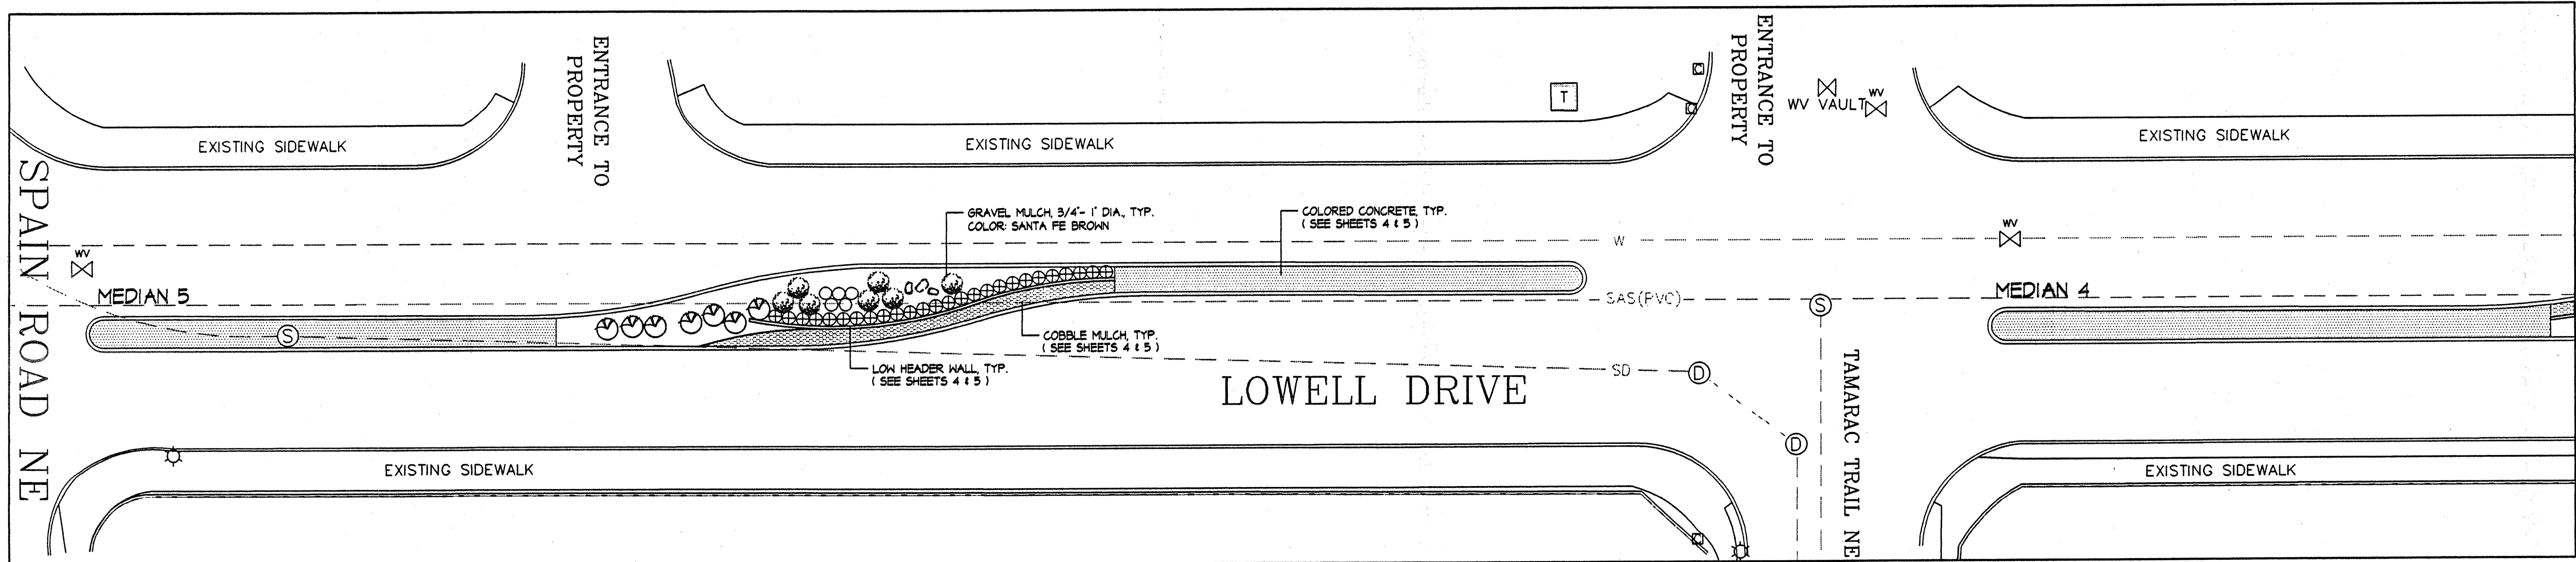 ENTRANCE TO
PROPERTY
ENTRANCE TO
PROPERTY
T
C
C
WV VAULT
WV
EXISTING SIDEWALK
EXISTING SIDEWALK
EXISTING SIDEWALK
SPAIN ROAD NE
GRAVEL MULCH, 3/4"- 1" DIA., TYP.
COLOR: SANTA FE BROWN
COLORED CONCRETE, TYP.
( SEE SHEETS 4 & 5 )
W
WV
WV
MEDIAN 5
SAS(PVC)
S
MEDIAN 4
S
COBBLE MULCH, TYP.
( SEE SHEETS 4 & 5 )
LOW HEADER WALL, TYP.
( SEE SHEETS 4 & 5 )
SD
D
LOWELL DRIVE
TAMARAC TRAIL NE
D
EXISTING SIDEWALK
EXISTING SIDEWALK
C